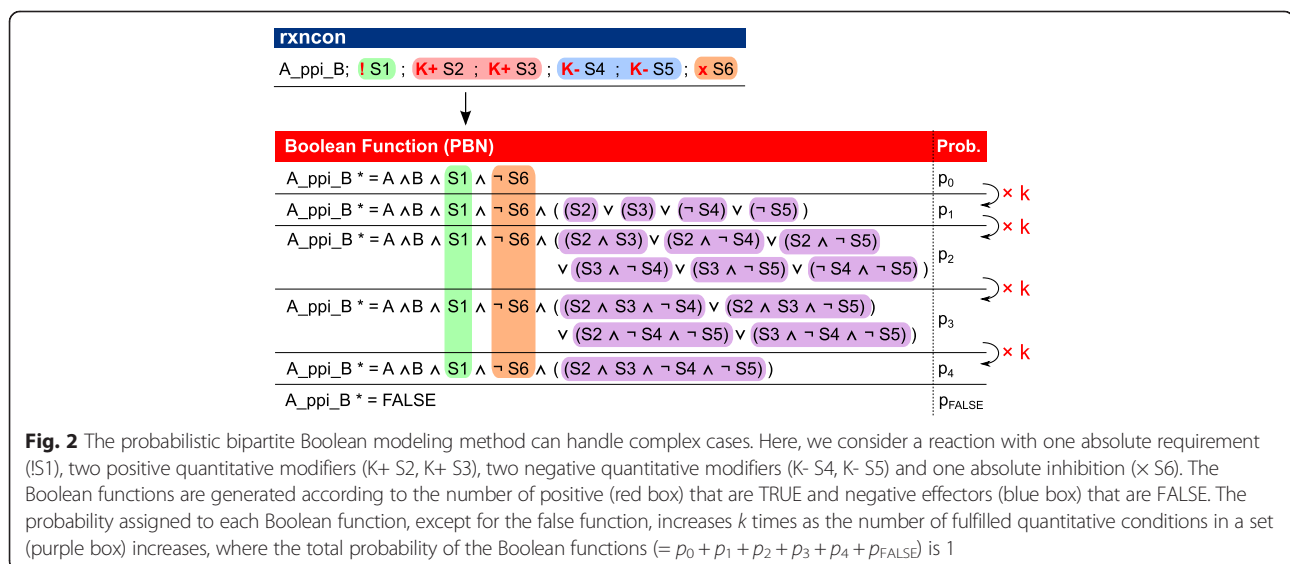 rxncon
A_ppi_B; ! S1 ; K+ S2 ; K+ S3 ; K- S4 ; K- S5 ; x S6
Boolean Function (PBN) Prob.
A_ppi_B * = A ∧B ∧ S1 ∧ ¬ S6 p0
× k
A_ppi_B * = A ∧B ∧ S1 ∧ ¬ S6 ∧ ( (S2) ∨ (S3) ∨ (¬ S4) ∨ (¬ S5) ) p1
× k
A_ppi_B * = A ∧B ∧ S1 ∧ ¬ S6 ∧ ( (S2 ∧ S3) ∨ (S2 ∧ ¬ S4) ∨ (S2 ∧ ¬ S5)
∨ (S3 ∧ ¬ S4) ∨ (S3 ∧ ¬ S5) ∨ (¬ S4 ∧ ¬ S5) ) p2
× k
A_ppi_B * = A ∧B ∧ S1 ∧ ¬ S6 ∧ ( (S2 ∧ S3 ∧ ¬ S4) ∨ (S2 ∧ S3 ∧ ¬ S5)
∨ (S2 ∧ ¬ S4 ∧ ¬ S5) ∨ (S3 ∧ ¬ S4 ∧ ¬ S5) ) p3
× k
A_ppi_B * = A ∧B ∧ S1 ∧ ¬ S6 ∧ ( (S2 ∧ S3 ∧ ¬ S4 ∧ ¬ S5) ) p4
A_ppi_B * = FALSE pFALSE
Fig. 2 The probabilistic bipartite Boolean modeling method can handle complex cases. Here, we consider a reaction with one absolute requirement
(!S1), two positive quantitative modifiers (K+ S2, K+ S3), two negative quantitative modifiers (K- S4, K- S5) and one absolute inhibition (× S6). The
Boolean functions are generated according to the number of positive (red box) that are TRUE and negative effectors (blue box) that are FALSE. The
probability assigned to each Boolean function, except for the false function, increases k times as the number of fulfilled quantitative conditions in a set
(purple box) increases, where the total probability of the Boolean functions (= p0 + p1 + p2 + p3 + p4 + pFALSE) is 1